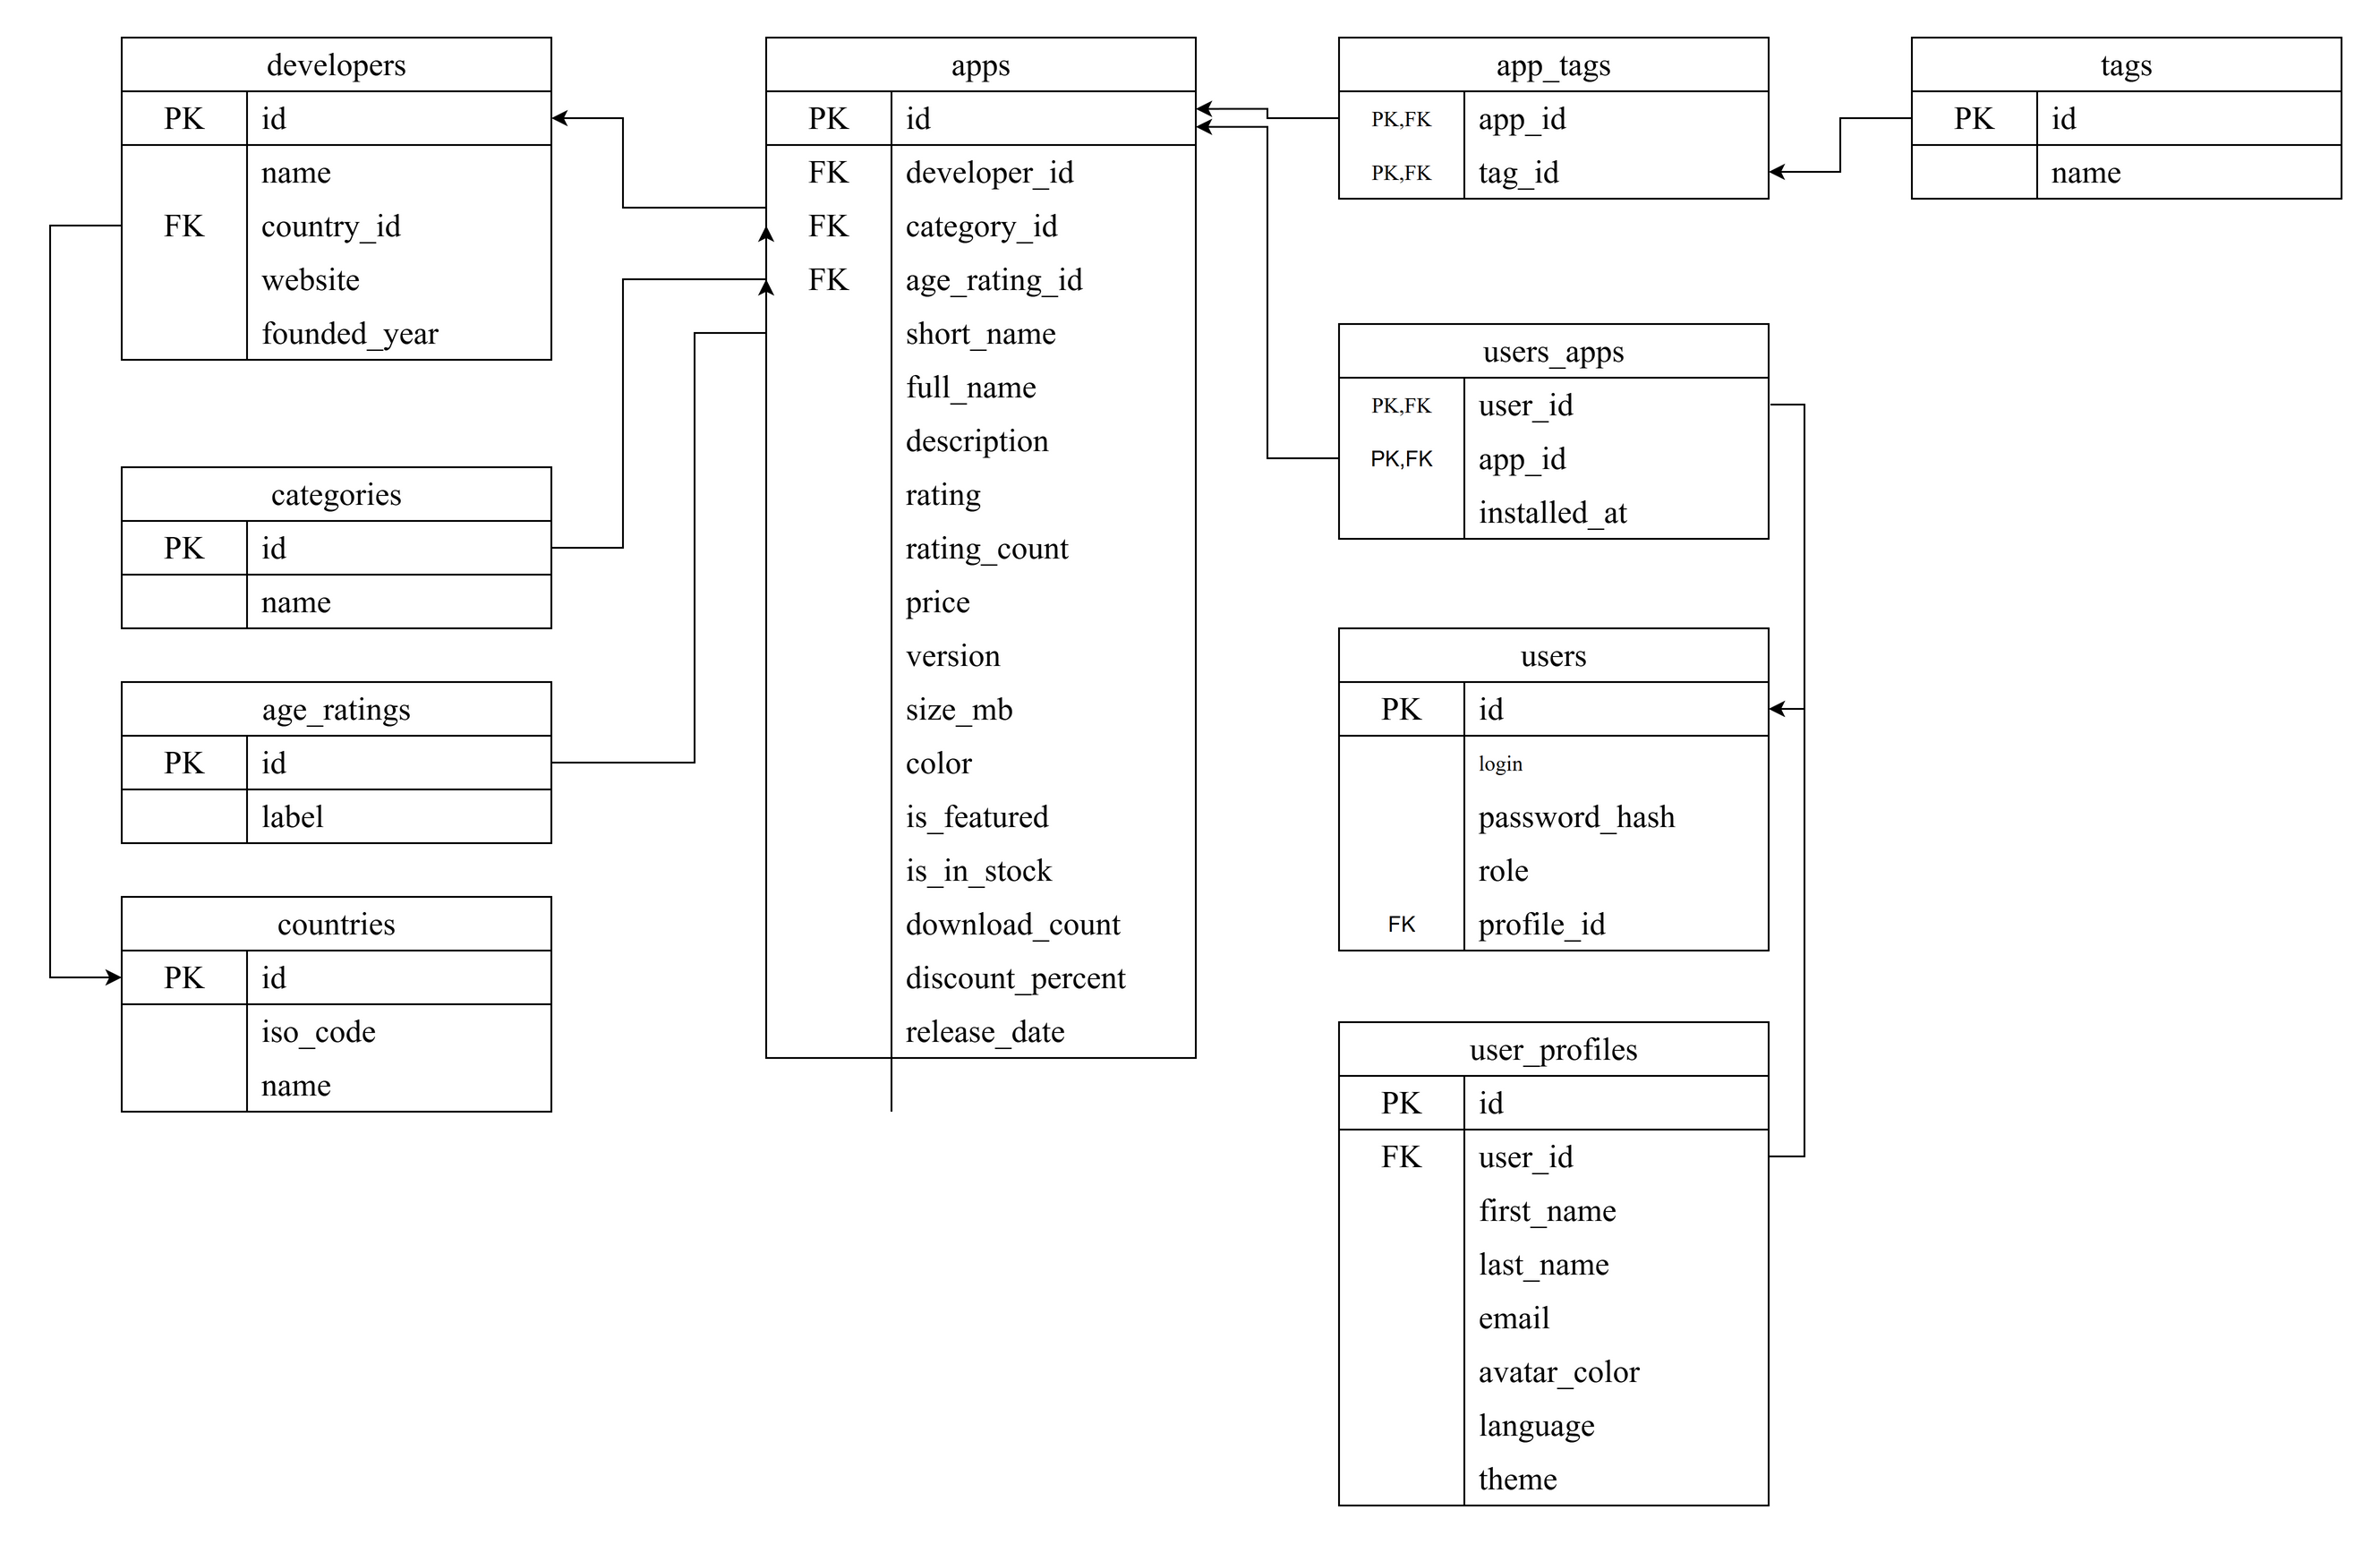 developers
PK id
name
FK country_id
website
founded_year
categories
PK id
name
age_ratings
PK id
label
countries
PK id
iso_code
name
apps
PK id
FK developer_id
FK category_id
FK age_rating_id
short_name
full_name
description
rating
rating_count
price
version
size_mb
color
is_featured
is_in_stock
download_count
discount_percent
release_date
app_tags
PK,FK app_id
PK,FK tag_id
users_apps
PK,FK user_id
PK,FK app_id
installed_at
users
PK id
login
password_hash
role
FK profile_id
user_profiles
PK id
FK user_id
first_name
last_name
email
avatar_color
language
theme
tags
PK id
name